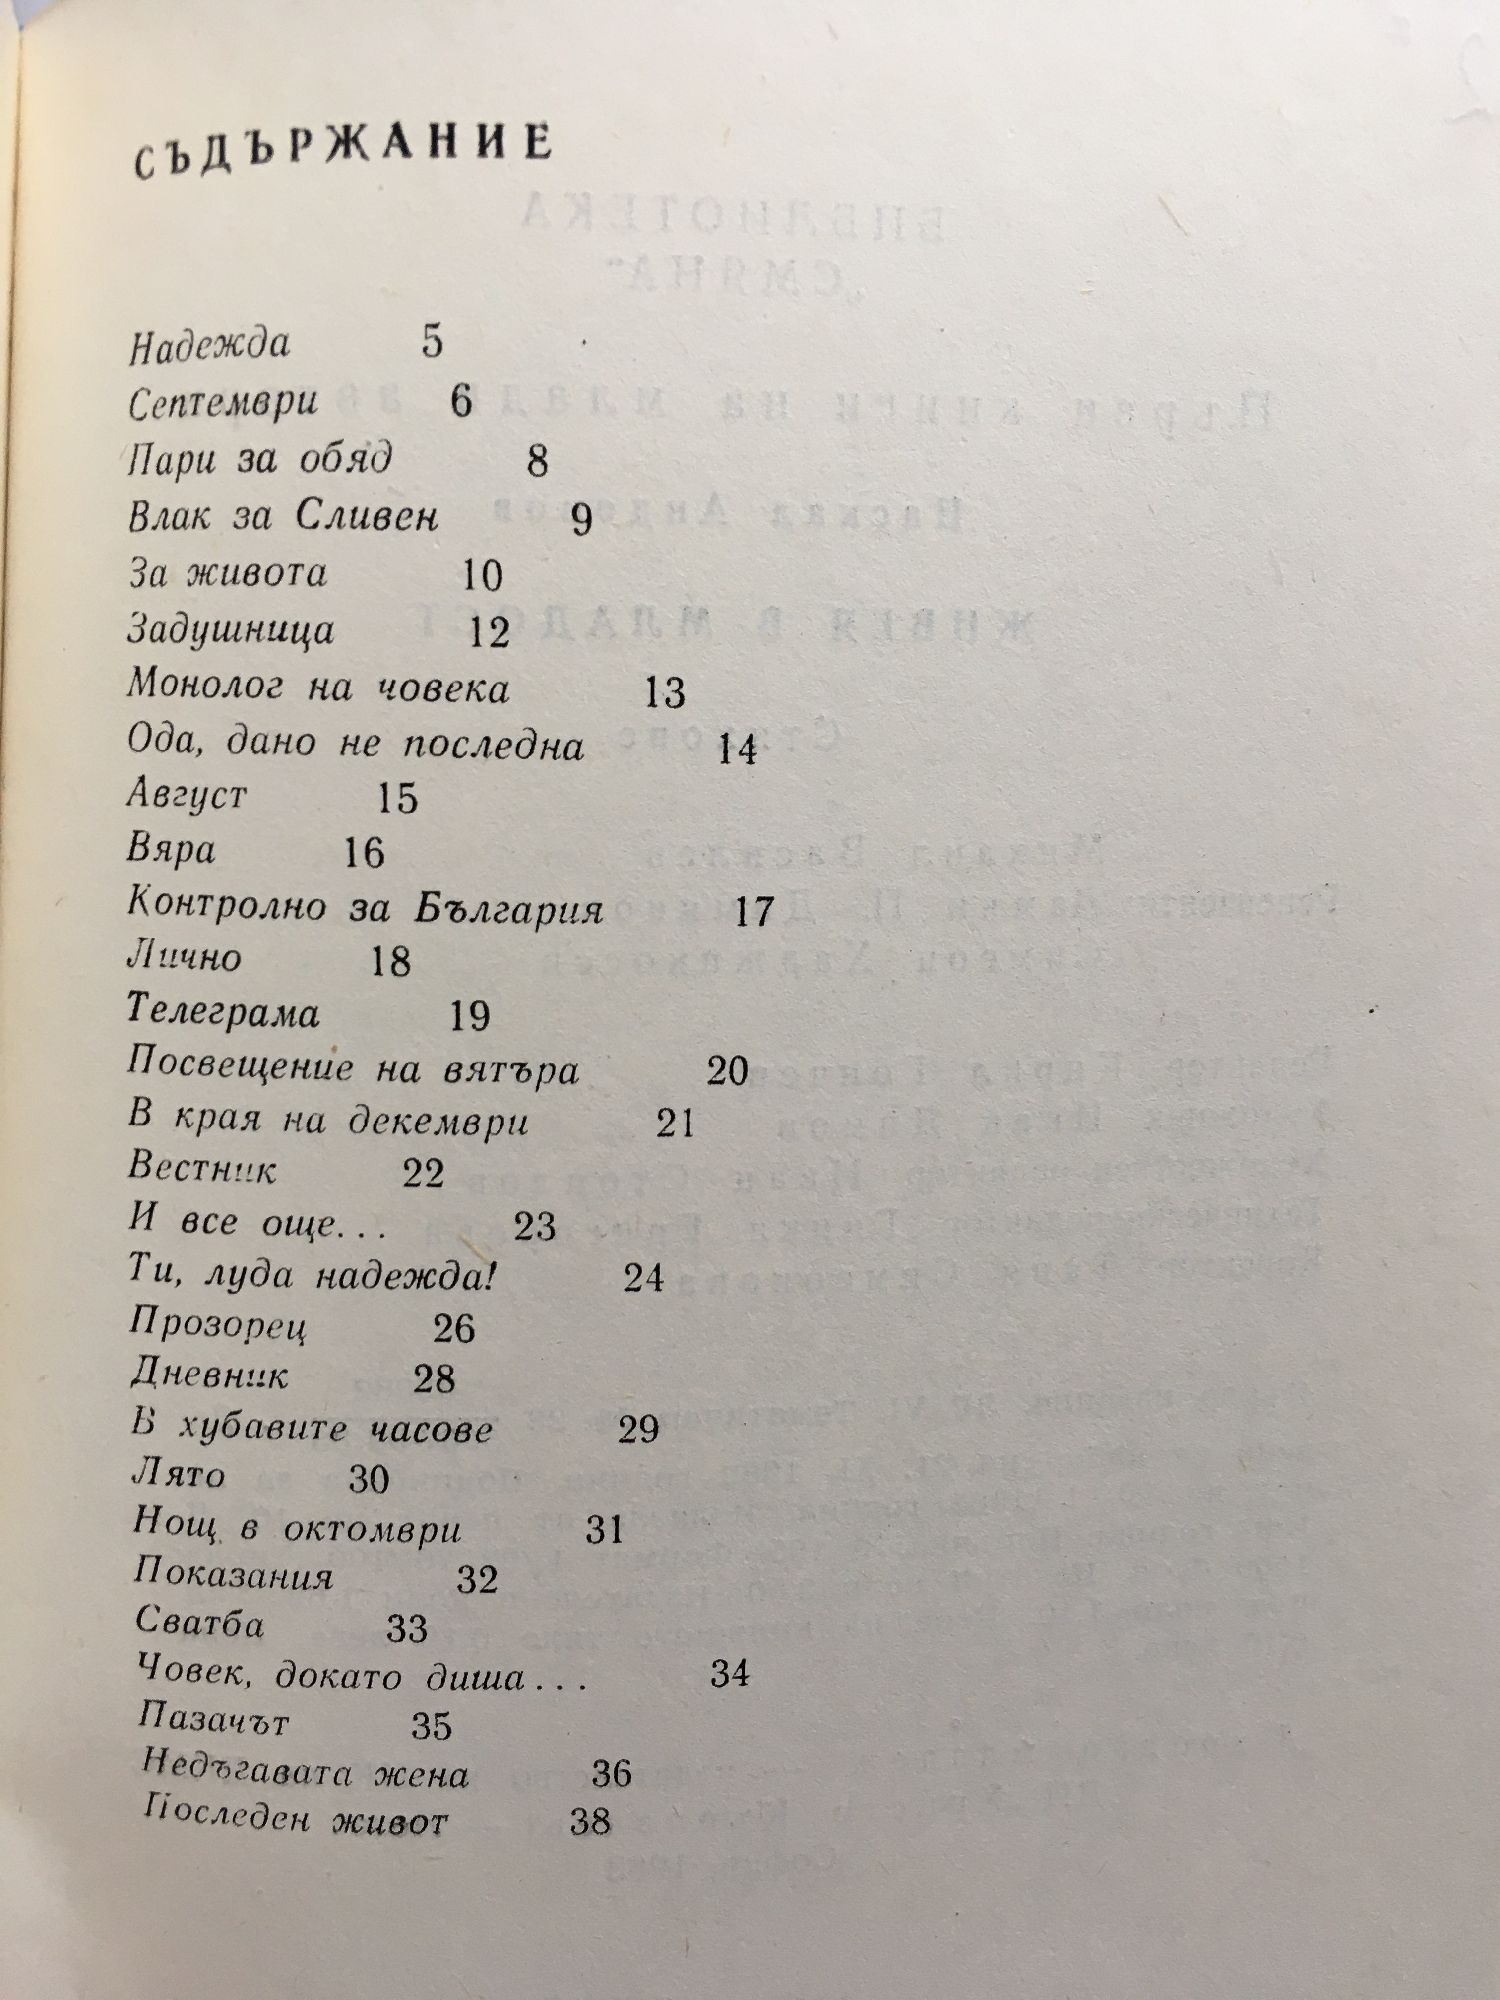 СЪДЪРЖАНИЕ
Надежда 5
Септември 6
Пари за обяд 8
Влак за Сливен 9
За живота 10
Задушница 12
Монолог на човека 13
Ода, дано не последна 14
Август 15
Вяра 16
Контролно за България 17
Лично 18
Телеграма 19
Посвещение на вятъра 20
В края на декември 21
Вестник 22
И все още... 23
Ти, луда надежда! 24
Прозорец 26
Дневник 28
В хубавите часове 29
Лято 30
Нощ в октомври 31
Показания 32
Сватба 33
Човек, докато диша... 34
Пазачът 35
Недъгавата жена 36
Последен живот 38